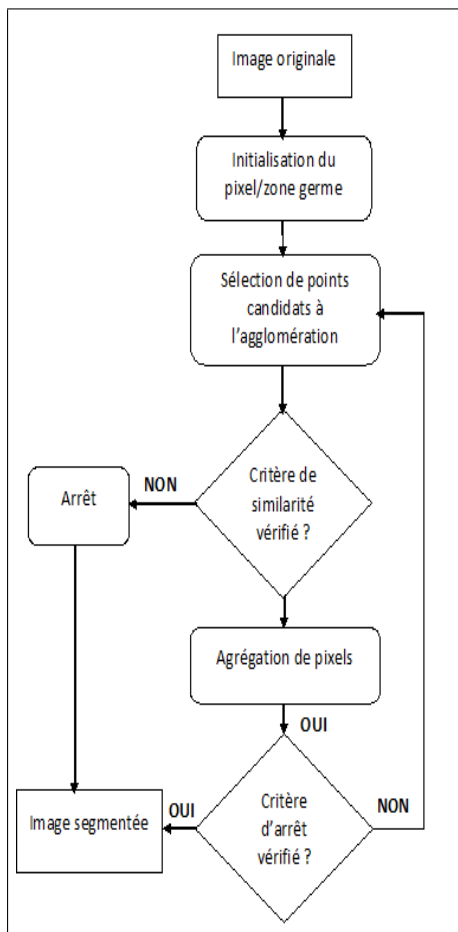 Image originale
Initialisation du
pixel/zone germe
Sélection de points
candidats à
l'agglomération
Critère de
similarité
vérifié ?
NON
Arrêt
Agrégation de pixels
OUI
Critère
d'arrêt
vérifié ?
NON
OUI
Image segmentée